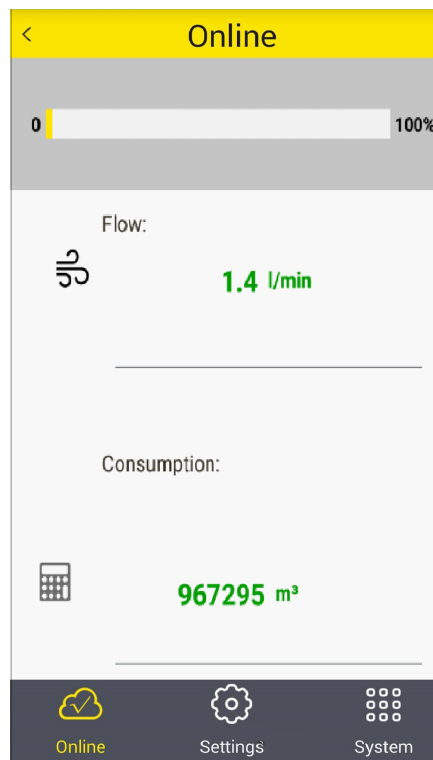 Online
0 100%
Flow:
1.4 l/min
Consumption:
967295 m³
Online Settings System